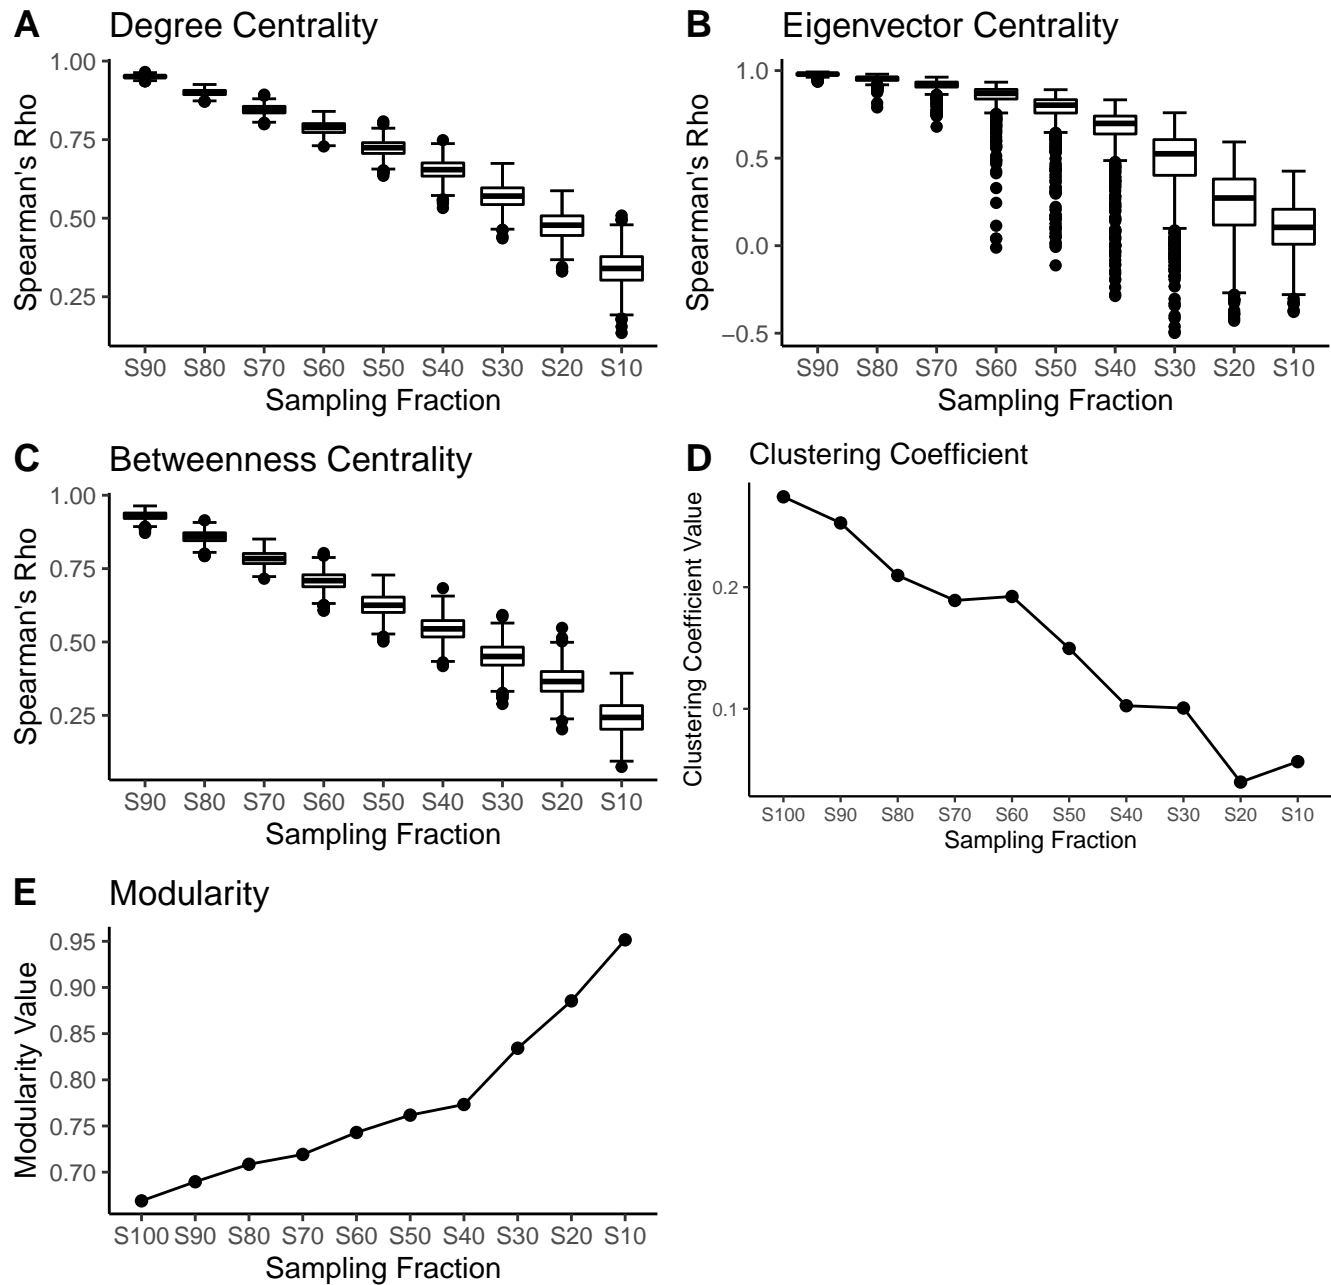 A Degree Centrality
Spearman's Rho
1.00
0.75
0.50
0.25
S90 S80 S70 S60 S50 S40 S30 S20 S10
Sampling Fraction
B Eigenvector Centrality
Spearman's Rho
1.0
0.5
0.0
−0.5
S90 S80 S70 S60 S50 S40 S30 S20 S10
Sampling Fraction
C Betweenness Centrality
Spearman's Rho
1.00
0.75
0.50
0.25
S90 S80 S70 S60 S50 S40 S30 S20 S10
Sampling Fraction
D Clustering Coefficient
Clustering Coefficient Value
0.2
0.1
S100 S90 S80 S70 S60 S50 S40 S30 S20 S10
Sampling Fraction
E Modularity
Modularity Value
0.95
0.90
0.85
0.80
0.75
0.70
S100 S90 S80 S70 S60 S50 S40 S30 S20 S10
Sampling Fraction